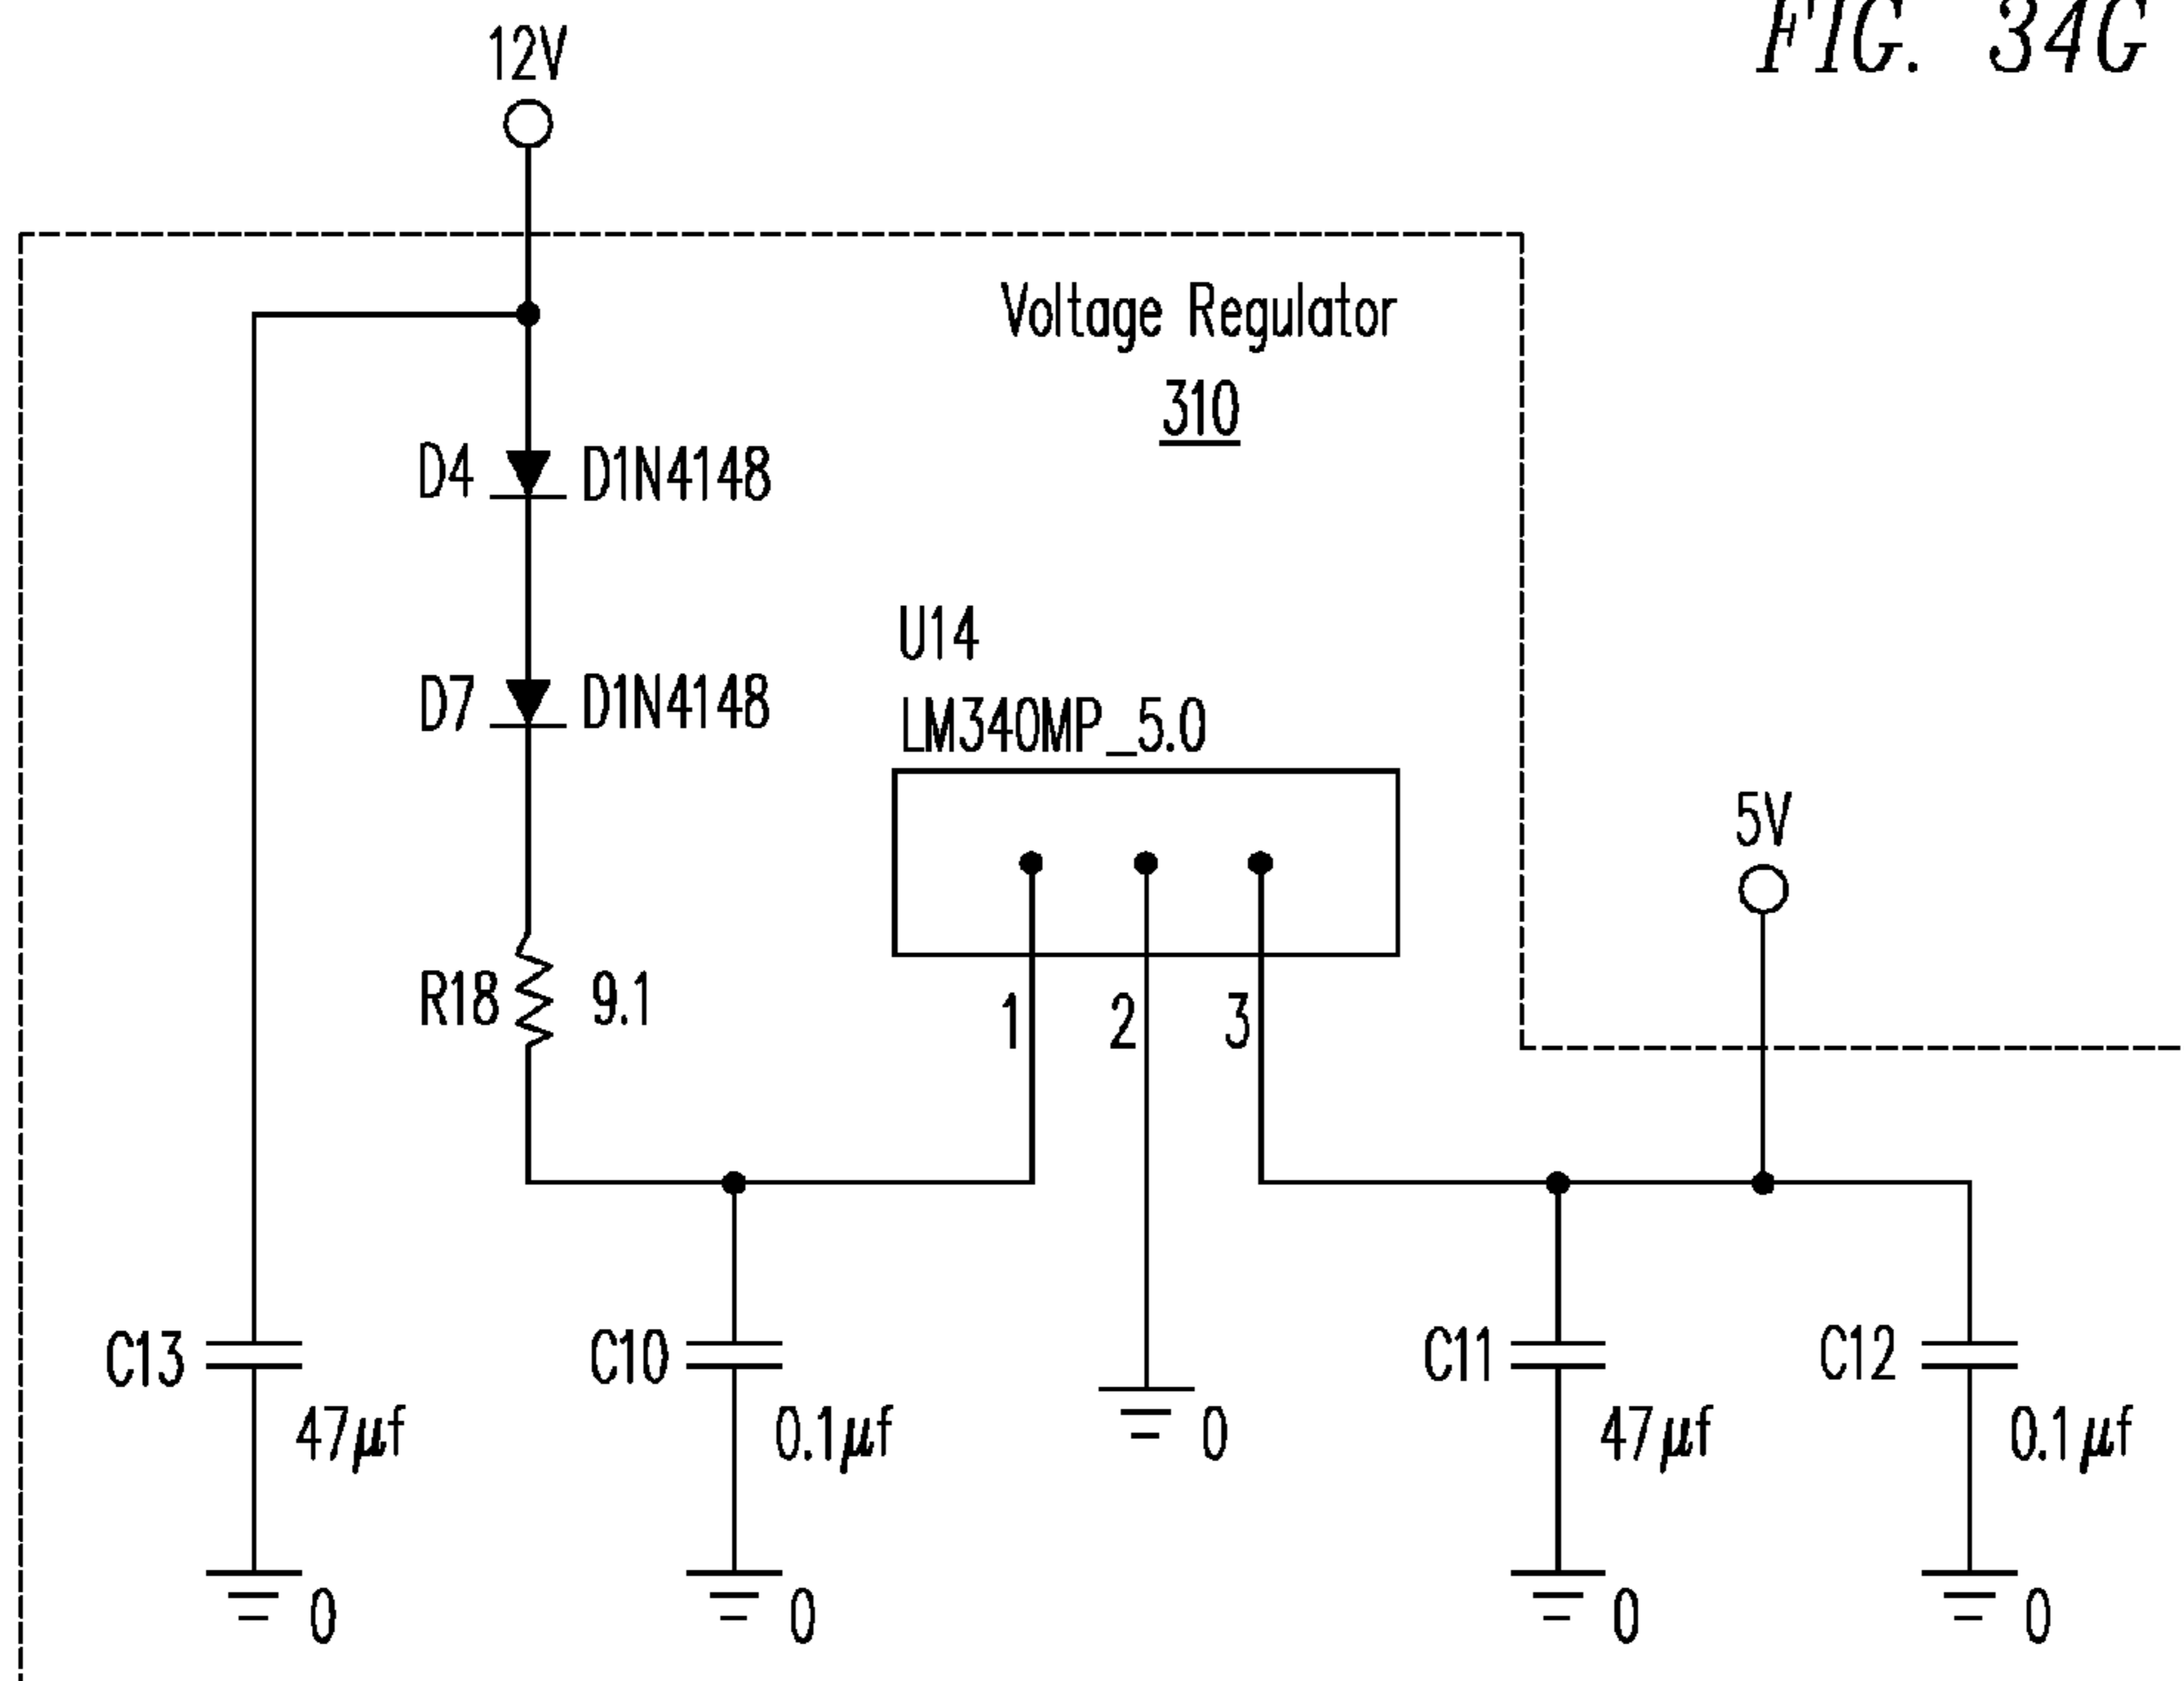 FIG. 34G
12V
Voltage Regulator
310
D4 D1N4148
U14
D7 D1N4148
LM340MP_5.0
5V
R18 9.1
1 2 3
C13
C10
C11
C12
47µf
0.1µf
0
47µf
0.1µf
0
0
0
0